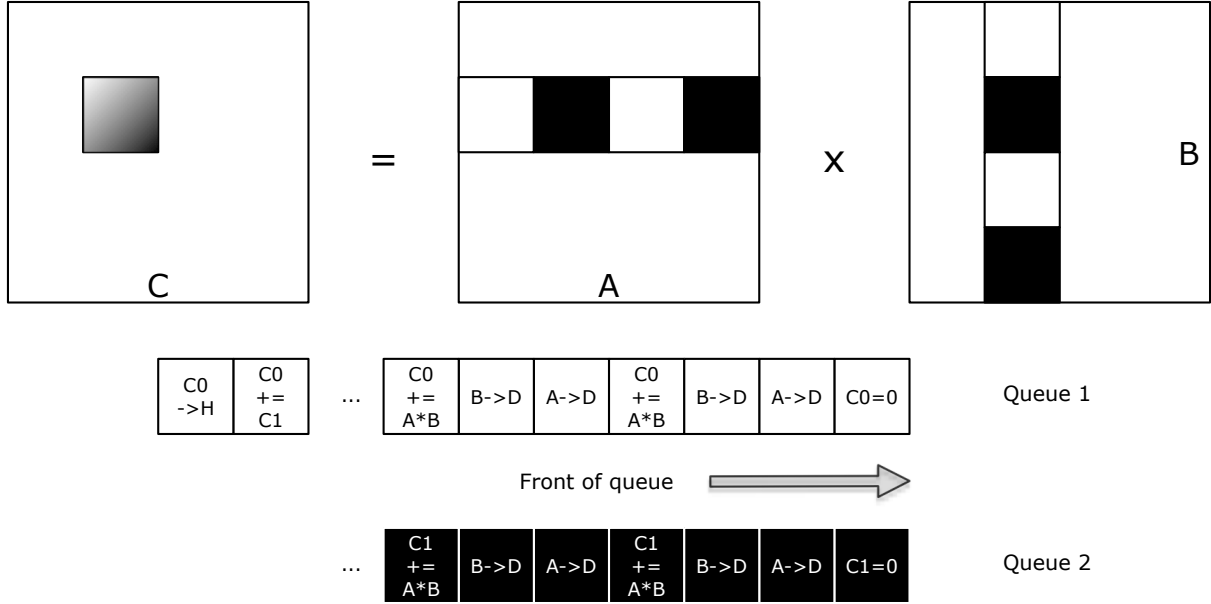 C
=
A
x
B
C0
->H
C0
+=
C1
...
C0
+=
A*B
B->D
A->D
C0
+=
A*B
B->D
A->D
C0=0
Queue 1
Front of queue
...
C1
+=
A*B
B->D
A->D
C1
+=
A*B
B->D
A->D
C1=0
Queue 2